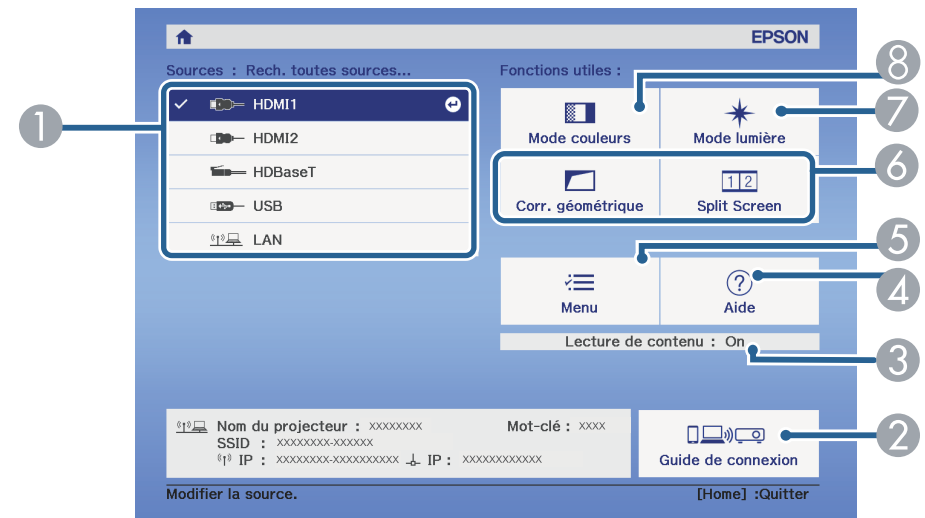 EPSON
Sources : Rech. toutes sources...
Fonctions utiles :
HDMI1
HDMI2
HDBaseT
USB
LAN
Mode couleurs
Mode lumière
Corr. géométrique
1 2
Split Screen
Menu
? 
Aide
Lecture de contenu : On
Nom du projecteur : xxxxxxxx
Mot-clé : xxxx
SSID : xxxxxxxx-xxxxxx
IP : xxxxxxxx-xxxxxxxxxx IP : xxxxxxxxxxxx
Guide de connexion
Modifier la source.
[Home] :Quitter
1
8
7
6
5
4
3
2